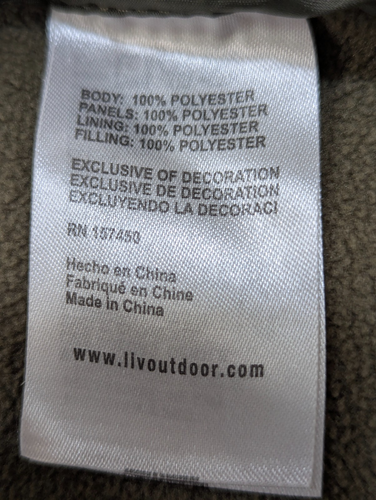 BODY: 100% POLYESTER
PANELS: 100% POLYESTER
LINING: 100% POLYESTER
FILLING: 100% POLYESTER
EXCLUSIVE OF DECORATION
EXCLUSIVE DE DECORATION
EXCLUYENDO LA DECORACI
RN 157450
Hecho en China
Fabriqué en Chine
Made in China
www.livoutdoor.com